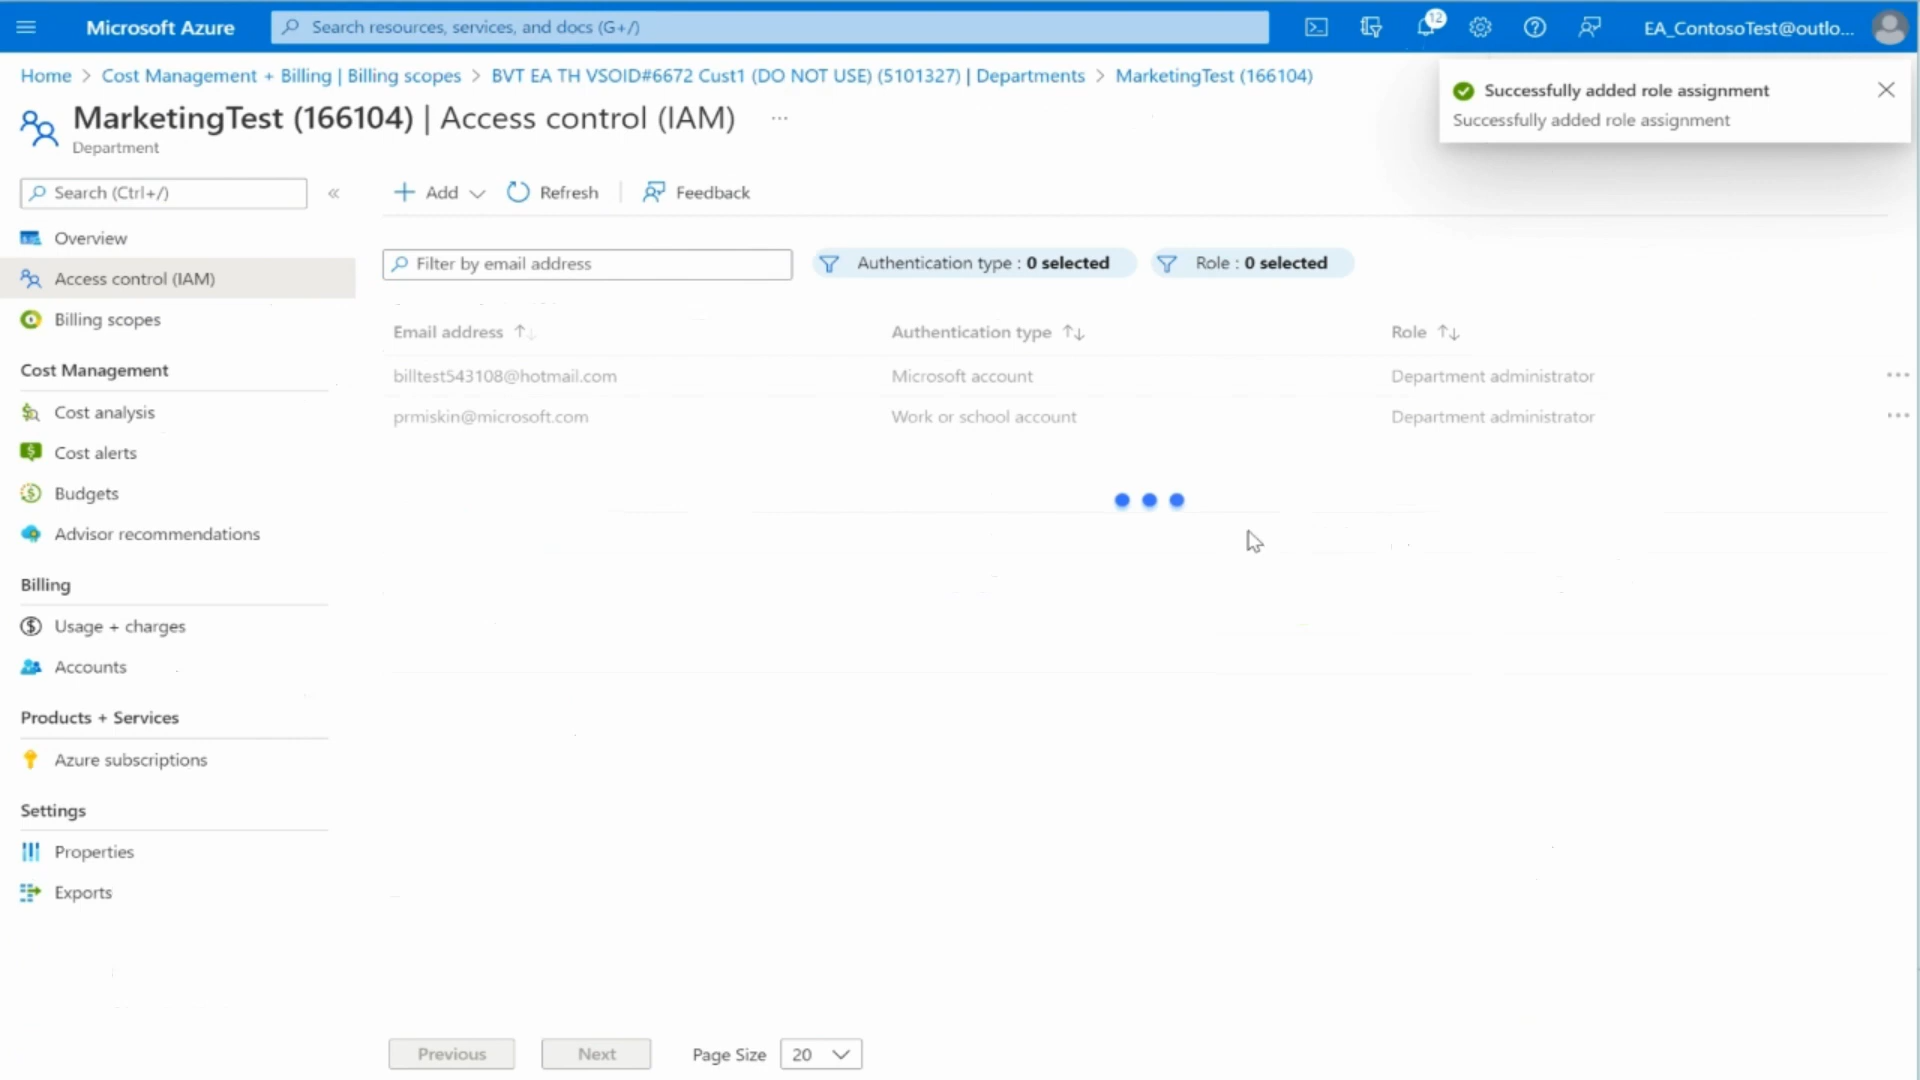 Microsoft Azure
Search resources, services, and docs (G+/)
12
EA_ContosoTest@outlo...
Home > Cost Management + Billing | Billing scopes > BVT EA TH VSOID#6672 Cust1 (DO NOT USE) (5101327) | Departments > MarketingTest (166104)
MarketingTest (166104) | Access control (IAM) ...
Department
Successfully added role assignment
Successfully added role assignment
Search (Ctrl+/)
«
Add
Refresh
Feedback
Overview
Access control (IAM)
Billing scopes
Cost Management
Cost analysis
Cost alerts
Budgets
Advisor recommendations
Billing
Usage + charges
Accounts
Products + Services
Azure subscriptions
Settings
Properties
Exports
Filter by email address
Authentication type : 0 selected
Role : 0 selected
Email address ↑↓ Authentication type ↑↓ Role ↑↓
billtest543108@hotmail.com Microsoft account Department administrator ...
prmiskin@microsoft.com Work or school account Department administrator ...
Previous Next Page Size 20